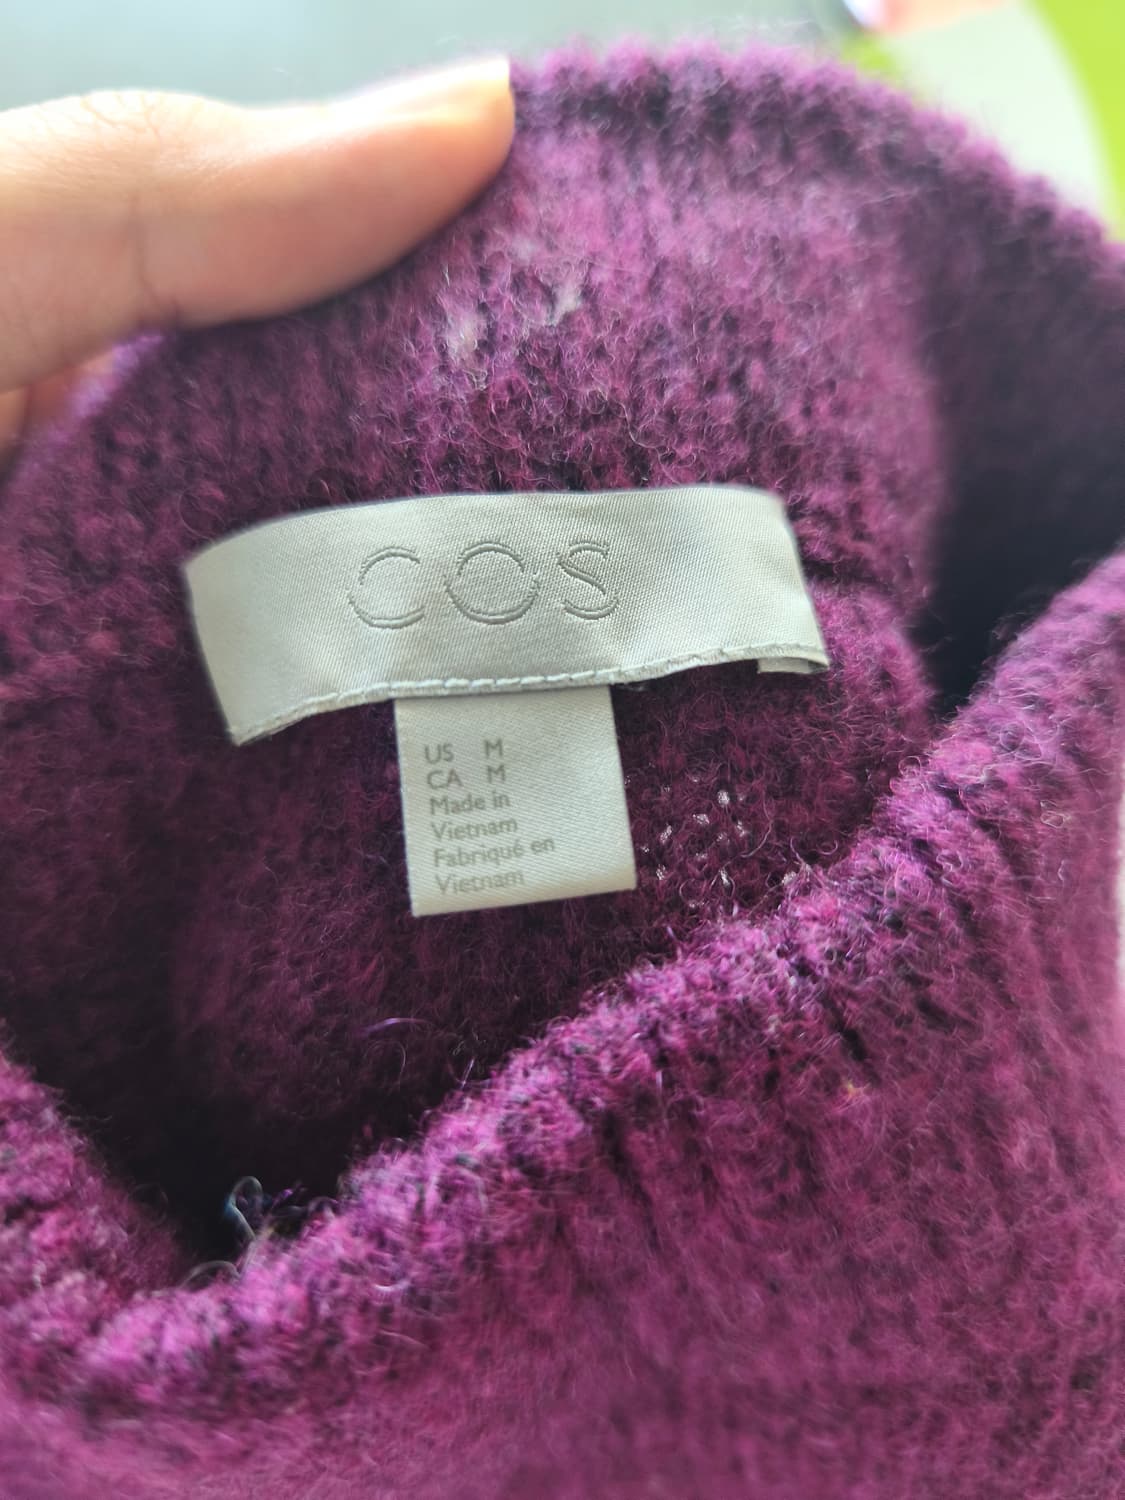 COS
US M
CA M
Made in
Vietnam
Fabriqué en
Vietnam